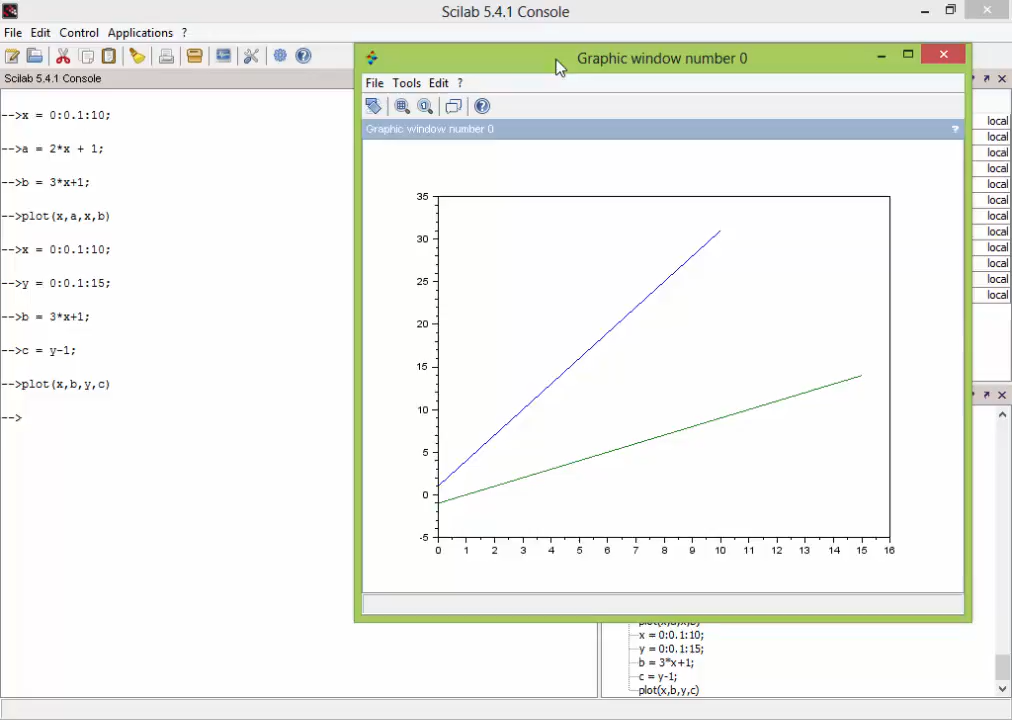 Scilab 5.4.1 Console
File Edit Control Applications ?
Scilab 5.4.1 Console
-->x = 0:0.1:10;
-->a = 2*x + 1;
-->b = 3*x+1;
-->plot(x,a,x,b)
-->x = 0:0.1:10;
-->y = 0:0.1:15;
-->b = 3*x+1;
-->c = y-1;
-->plot(x,b,y,c)
-->
Graphic window number 0
File Tools Edit ?
Graphic window number 0
?
35
30
25
20
15
10
5
0
-5
0 1 2 3 4 5 6 7 8 9 10 11 12 13 14 15 16
local
local
local
local
local
local
local
local
local
local
local
local
x = 0:0.1:10;
y = 0:0.1:15;
b = 3*x+1;
c = y-1;
plot(x,b,y,c)